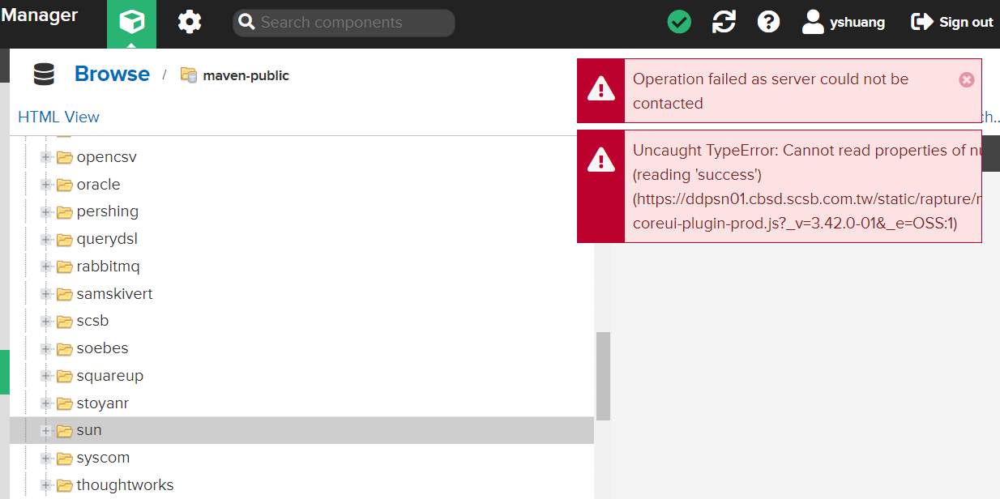 Manager
Search components
yshuang
Sign out
Browse / maven-public
HTML View
Operation failed as server could not be
contacted
Uncaught TypeError: Cannot read properties of
(reading 'success')
(https://ddpsn01.cbsd.scsb.com.tw/static/rapture/
coreui-plugin-prod.js?_v=3.42.0-01&_e=OSS:1)
opencsv
oracle
pershing
querydsl
rabbitmq
samskivert
scsb
soebes
squareup
stoyanr
sun
syscom
thoughtworks